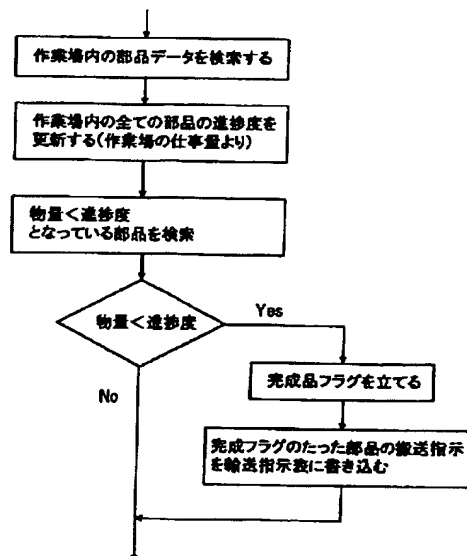 作業場内の部品データを検索する
作業場内の全ての部品の進捗度を
更新する(作業場の仕事量より)
物量<進捗度
となっている部品を検索
物量<進捗度
Yes
No
完成品フラグを立てる
完成フラグのたった部品の搬送指示
を輸送指示表に書き込む